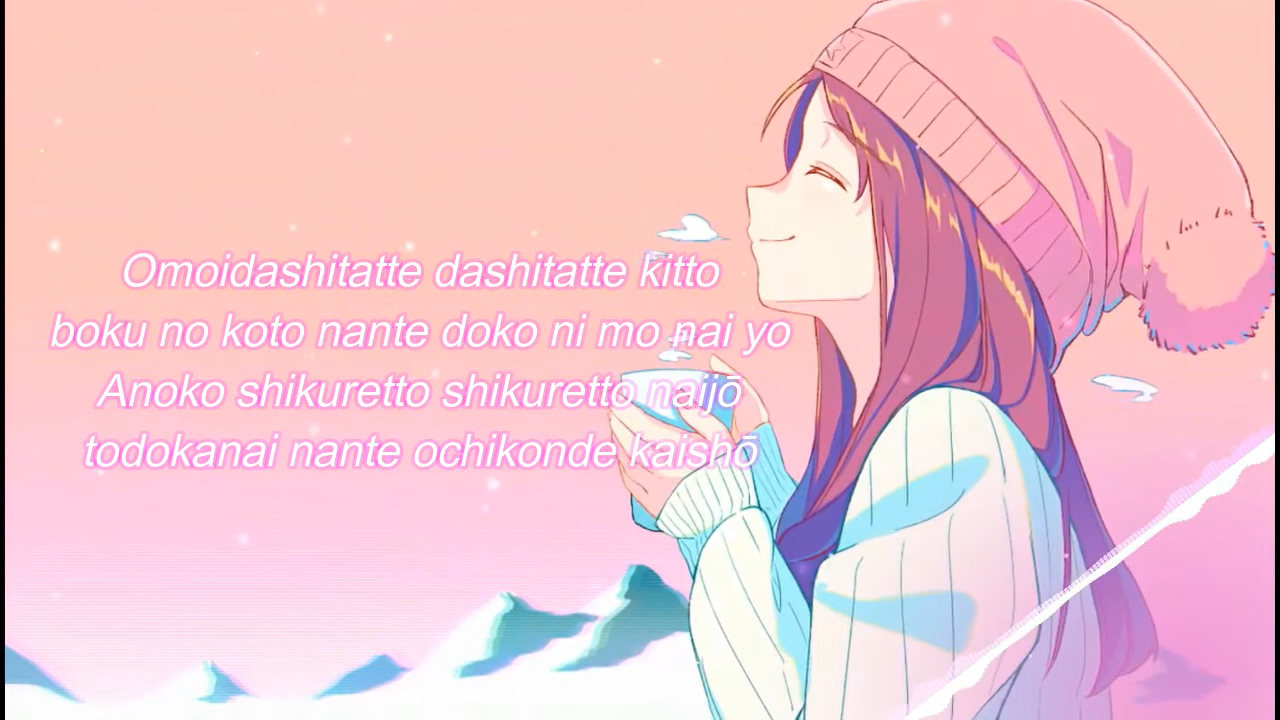 Omoidashitatte dashitatte kitto
boku no koto nante doko ni mo nai yo
Anoko shikuretto shikuretto naijō
todokanai nante ochikonde kaishō